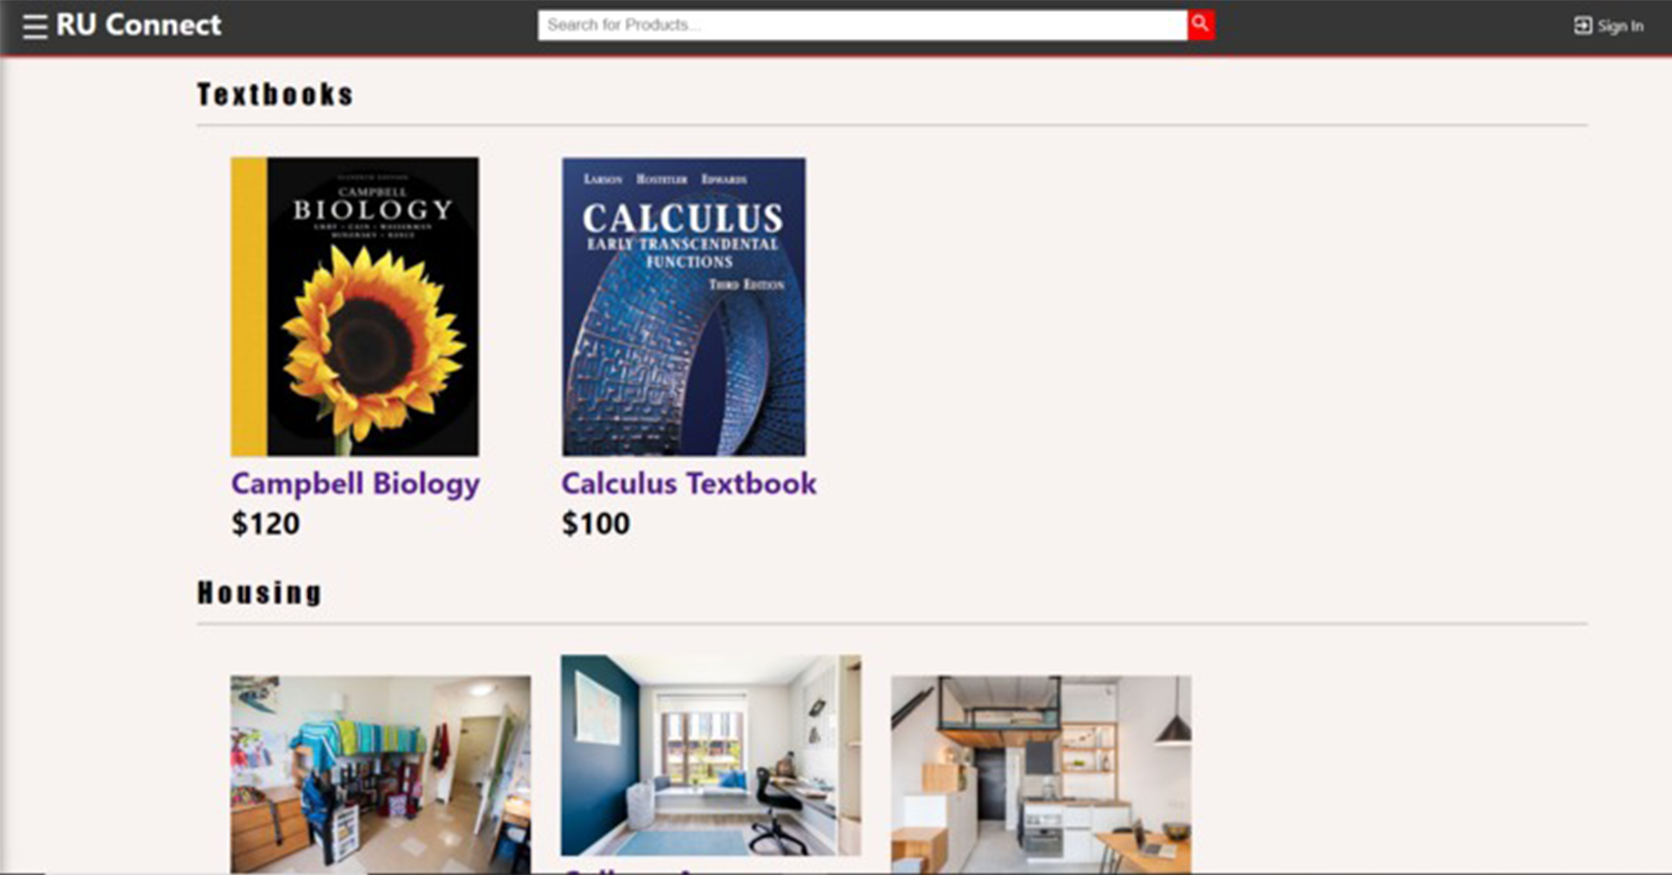 RU Connect
Search for Products...
Sign In
Textbooks
ELEVENTH EDITION
CAMPBELL
BIOLOGY
URRY • CAIN • WASSERMAN
MINORSKY • REECE
LARSON HOSTETLER EDWARDS
CALCULUS
EARLY TRANSCENDENTAL
FUNCTIONS
THIRD EDITION
Campbell Biology
Calculus Textbook
$120
$100
Housing